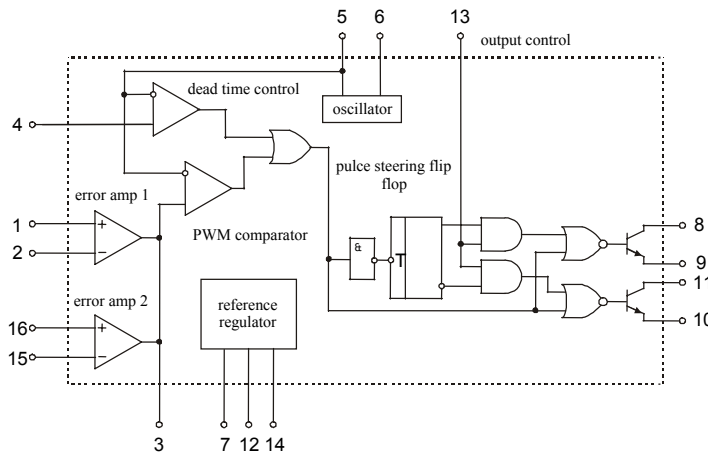 5 6 13
output control
dead time control
oscillator
4
pulce steering flip
flop
error amp 1
1
2
+
−
PWM comparator
&
T
8
9
11
10
error amp 2
16
15
+
−
reference
regulator
3 7 12 14